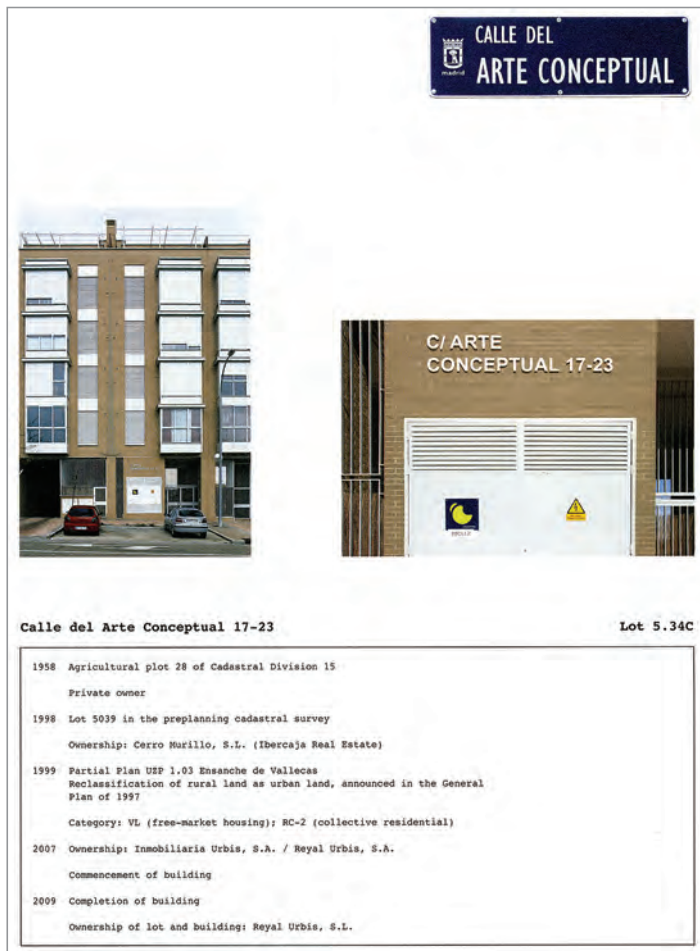 CALLE DEL
madrid
ARTE CONCEPTUAL
C/ ARTE
CONCEPTUAL 17-23
Calle del Arte Conceptual 17-23
Lot 5.34C
1958 Agricultural plot 28 of Cadastral Division 15
Private owner
1998 Lot 5039 in the preplanning cadastral survey
Ownership: Cerro Murillo, S.L. (Ibercaja Real Estate)
1999 Partial Plan UZP 1.03 Ensanche de Vallecas
Reclassification of rural land as urban land, announced in the General
Plan of 1997
Category: VL (free-market housing); RC-2 (collective residential)
2007 Ownership: Inmobiliaria Urbis, S.A. / Reyal Urbis, S.A.
Commencement of building
2009 Completion of building
Ownership of lot and building: Reyal Urbis, S.L.